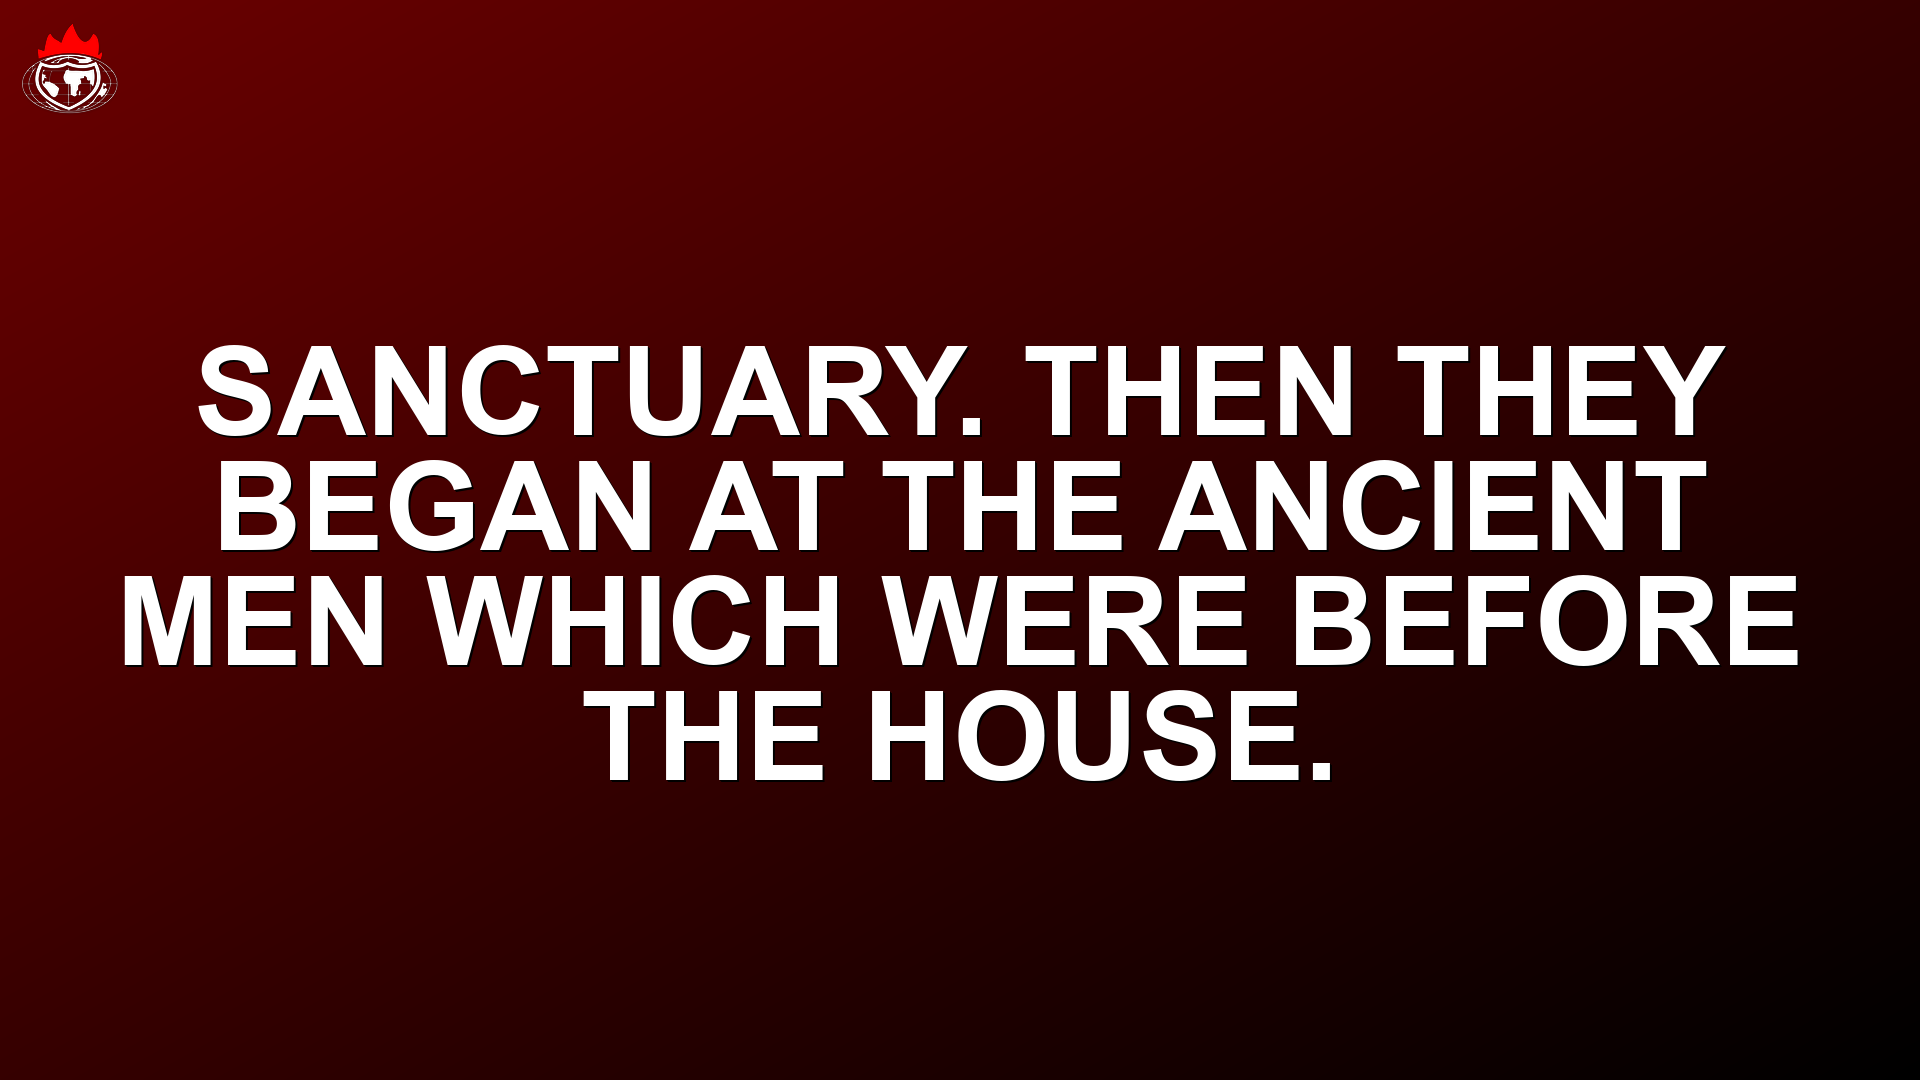 SANCTUARY. THEN THEY
BEGAN AT THE ANCIENT
MEN WHICH WERE BEFORE
THE HOUSE.